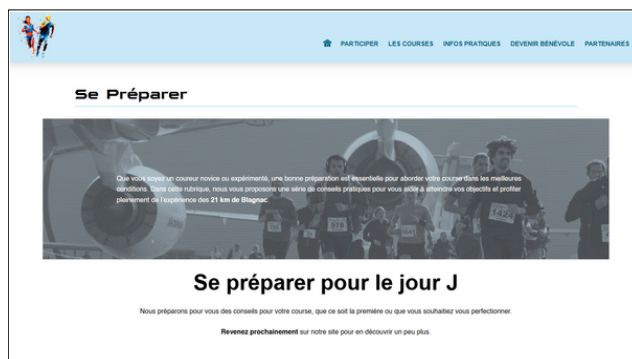 PARTICIPER LES COURSES INFOS PRATIQUES DEVENIR BÉNÉVOLE PARTENAIRES
Se Préparer
Que vous soyez un coureur novice ou expérimenté, une bonne préparation est essentielle pour aborder votre course dans les meilleures
conditions. Dans cette rubrique, nous vous proposons une série de conseils pratiques pour vous aider à atteindre vos objectifs et profiter
pleinement de l'expérience des 21 km de Blagnac.
979
1424
Se préparer pour le jour J
Nous préparons pour vous des conseils pour votre course, que ce soit la première ou que vous souhaitiez vous perfectionner.
Revenez prochainement sur notre site pour en découvrir un peu plus.